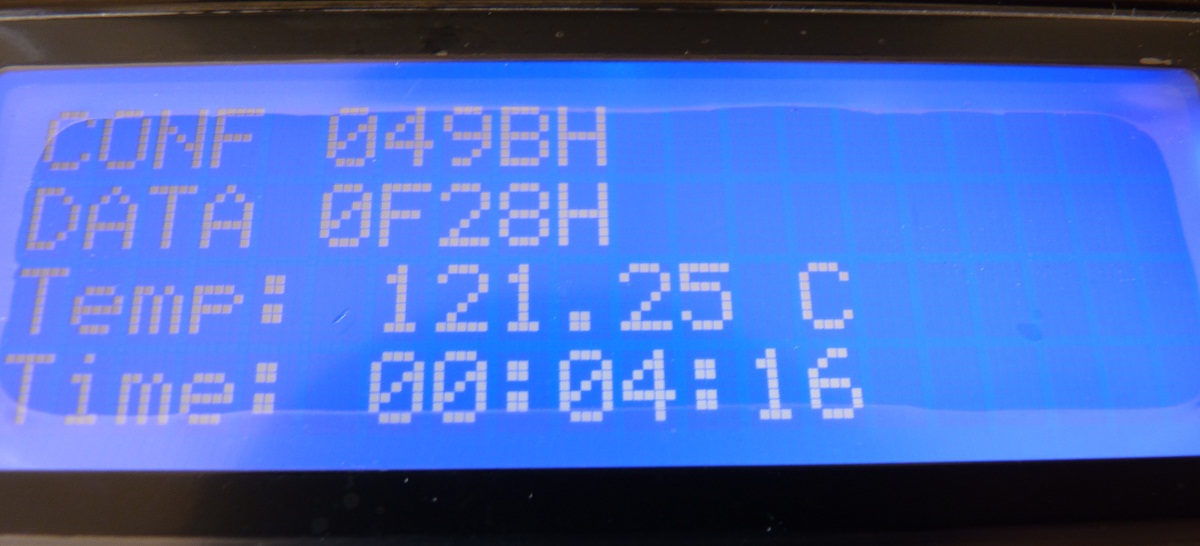 CONF 049BH
DATA 0F28H
Temp: 121.25 C
Time: 00:04:16